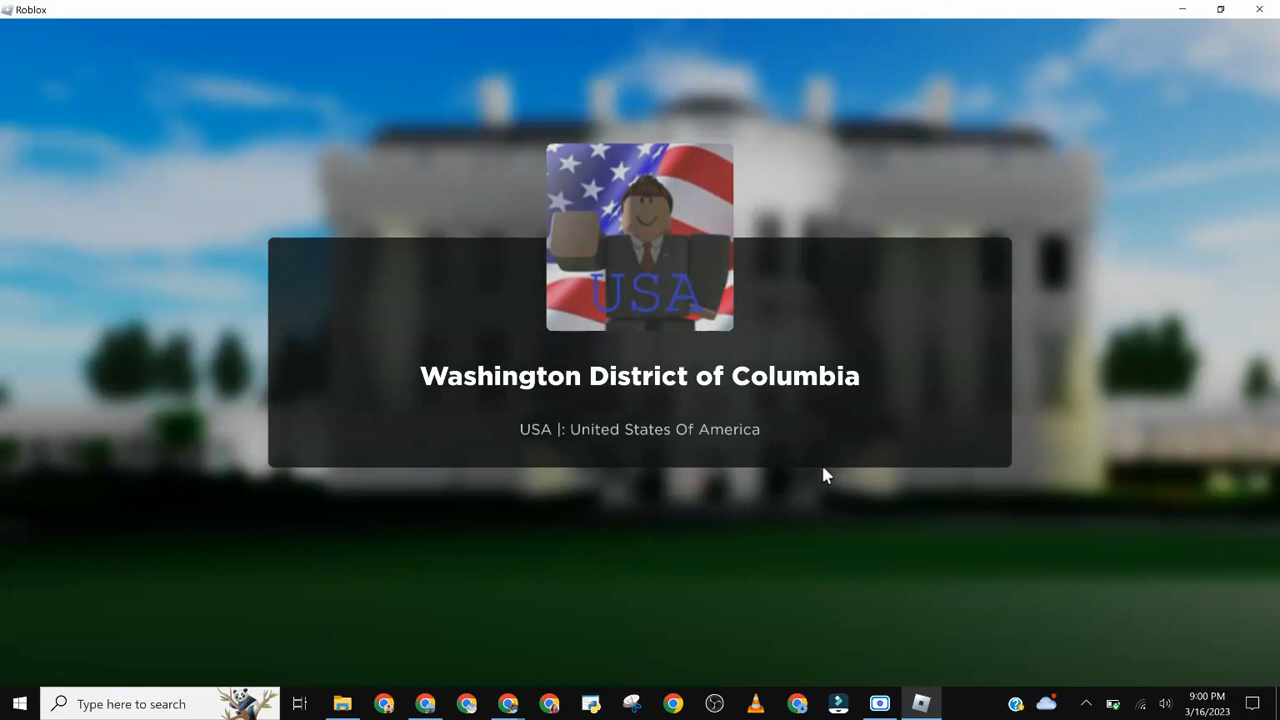 Roblox
USA
Washington District of Columbia
USA |: United States Of America
Type here to search
9:00 PM
3/16/2023